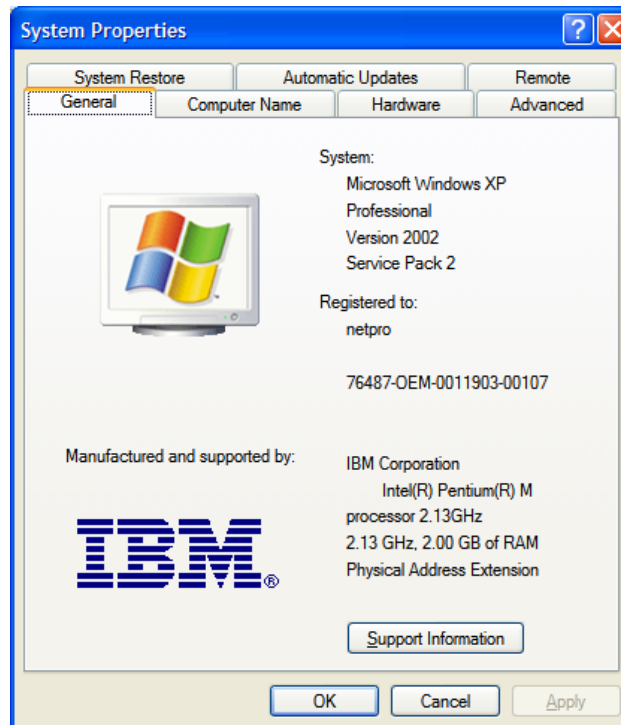 System Properties
System Restore Automatic Updates Remote
General Computer Name Hardware Advanced
System:
Microsoft Windows XP
Professional
Version 2002
Service Pack 2
Registered to:
netpro
76487-OEM-0011903-00107
Manufactured and supported by:
IBM Corporation
Intel(R) Pentium(R) M
processor 2.13GHz
2.13 GHz, 2.00 GB of RAM
Physical Address Extension
IBM®
Support Information
OK Cancel Apply